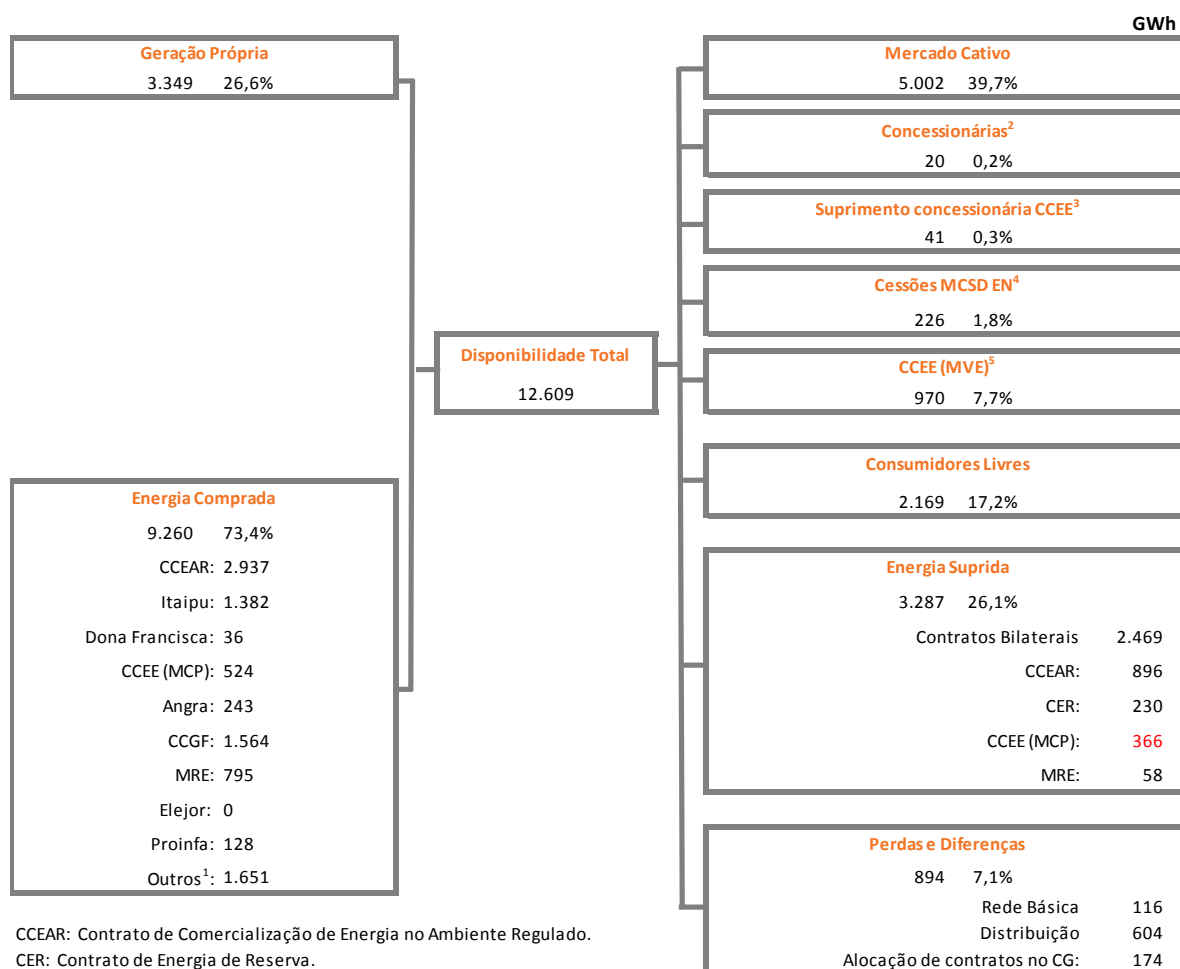 GWh
Geração Própria
3.349 26,6%
Energia Comprada
9.260 73,4%
CCEAR: 2.937
Itaipu: 1.382
Dona Francisca: 36
CCEE (MCP): 524
Angra: 243
CCGF: 1.564
MRE: 795
Elejor: 0
Proinfa: 128
Outros¹: 1.651
Disponibilidade Total
12.609
Mercado Cativo
5.002 39,7%
Concessionárias²
20 0,2%
Suprimento concessionária CCEE³
41 0,3%
Cessões MCSD EN⁴
226 1,8%
CCEE (MVE)⁵
970 7,7%
Consumidores Livres
2.169 17,2%
Energia Suprida
3.287 26,1%
Contratos Bilaterais 2.469
CCEAR: 896
CER: 230
CCEE (MCP): 366
MRE: 58
Perdas e Diferenças
894 7,1%
Rede Básica 116
Distribuição 604
Alocação de contratos no CG: 174
CCEAR: Contrato de Comercialização de Energia no Ambiente Regulado.
CER: Contrato de Energia de Reserva.